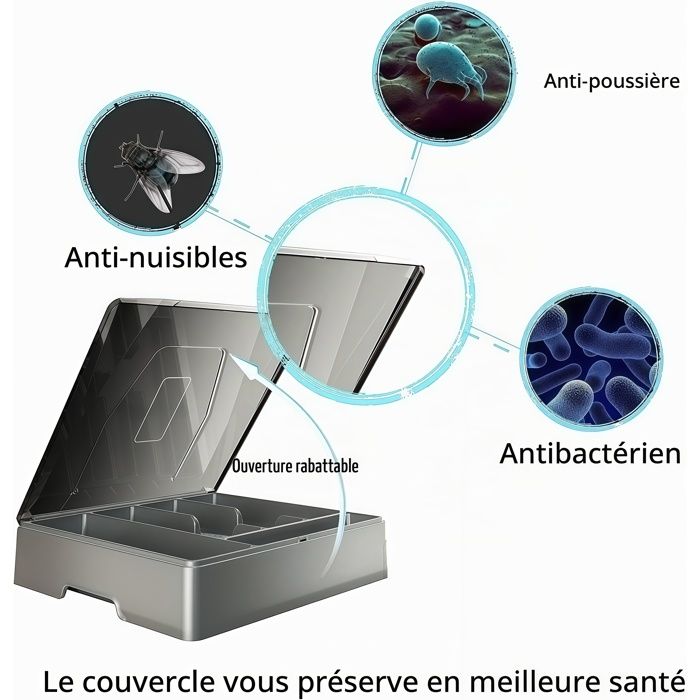 Anti-poussière
Anti-nuisibles
Antibactérien
Ouverture rabattable
Le couvercle vous préserve en meilleure santé